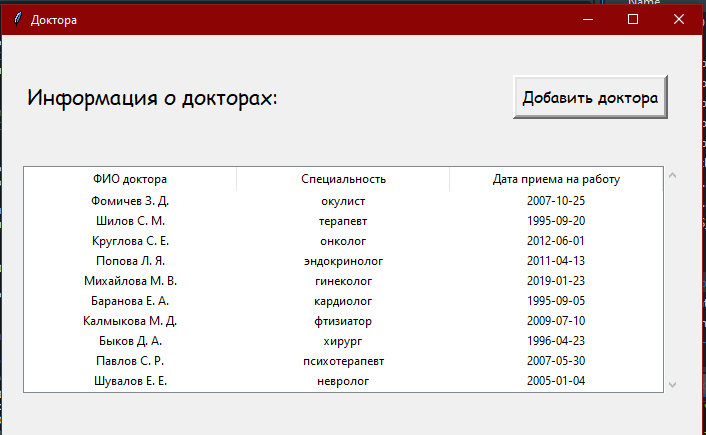 Name
Доктора
Информация о докторах:
Добавить доктора
ФИО доктора Специальность Дата приема на работу
Фомичев З. Д. окулист 2007-10-25
Шилов С. М. терапевт 1995-09-20
Круглова С. Е. онколог 2012-06-01
Попова Л. Я. эндокринолог 2011-04-13
Михайлова М. В. гинеколог 2019-01-23
Баранова Е. А. кардиолог 1995-09-05
Калмыкова М. Д. фтизиатор 2009-07-10
Быков Д. А. хирург 1996-04-23
Павлов С. Р. психотерапевт 2007-05-30
Шувалов Е. Е. невролог 2005-01-04